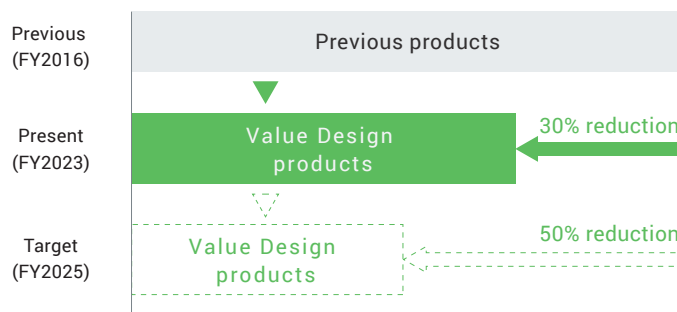 Previous
(FY2016)
Previous products
Present
(FY2023)
Value Design
products
30% reduction
Target
(FY2025)
Value Design
products
50% reduction